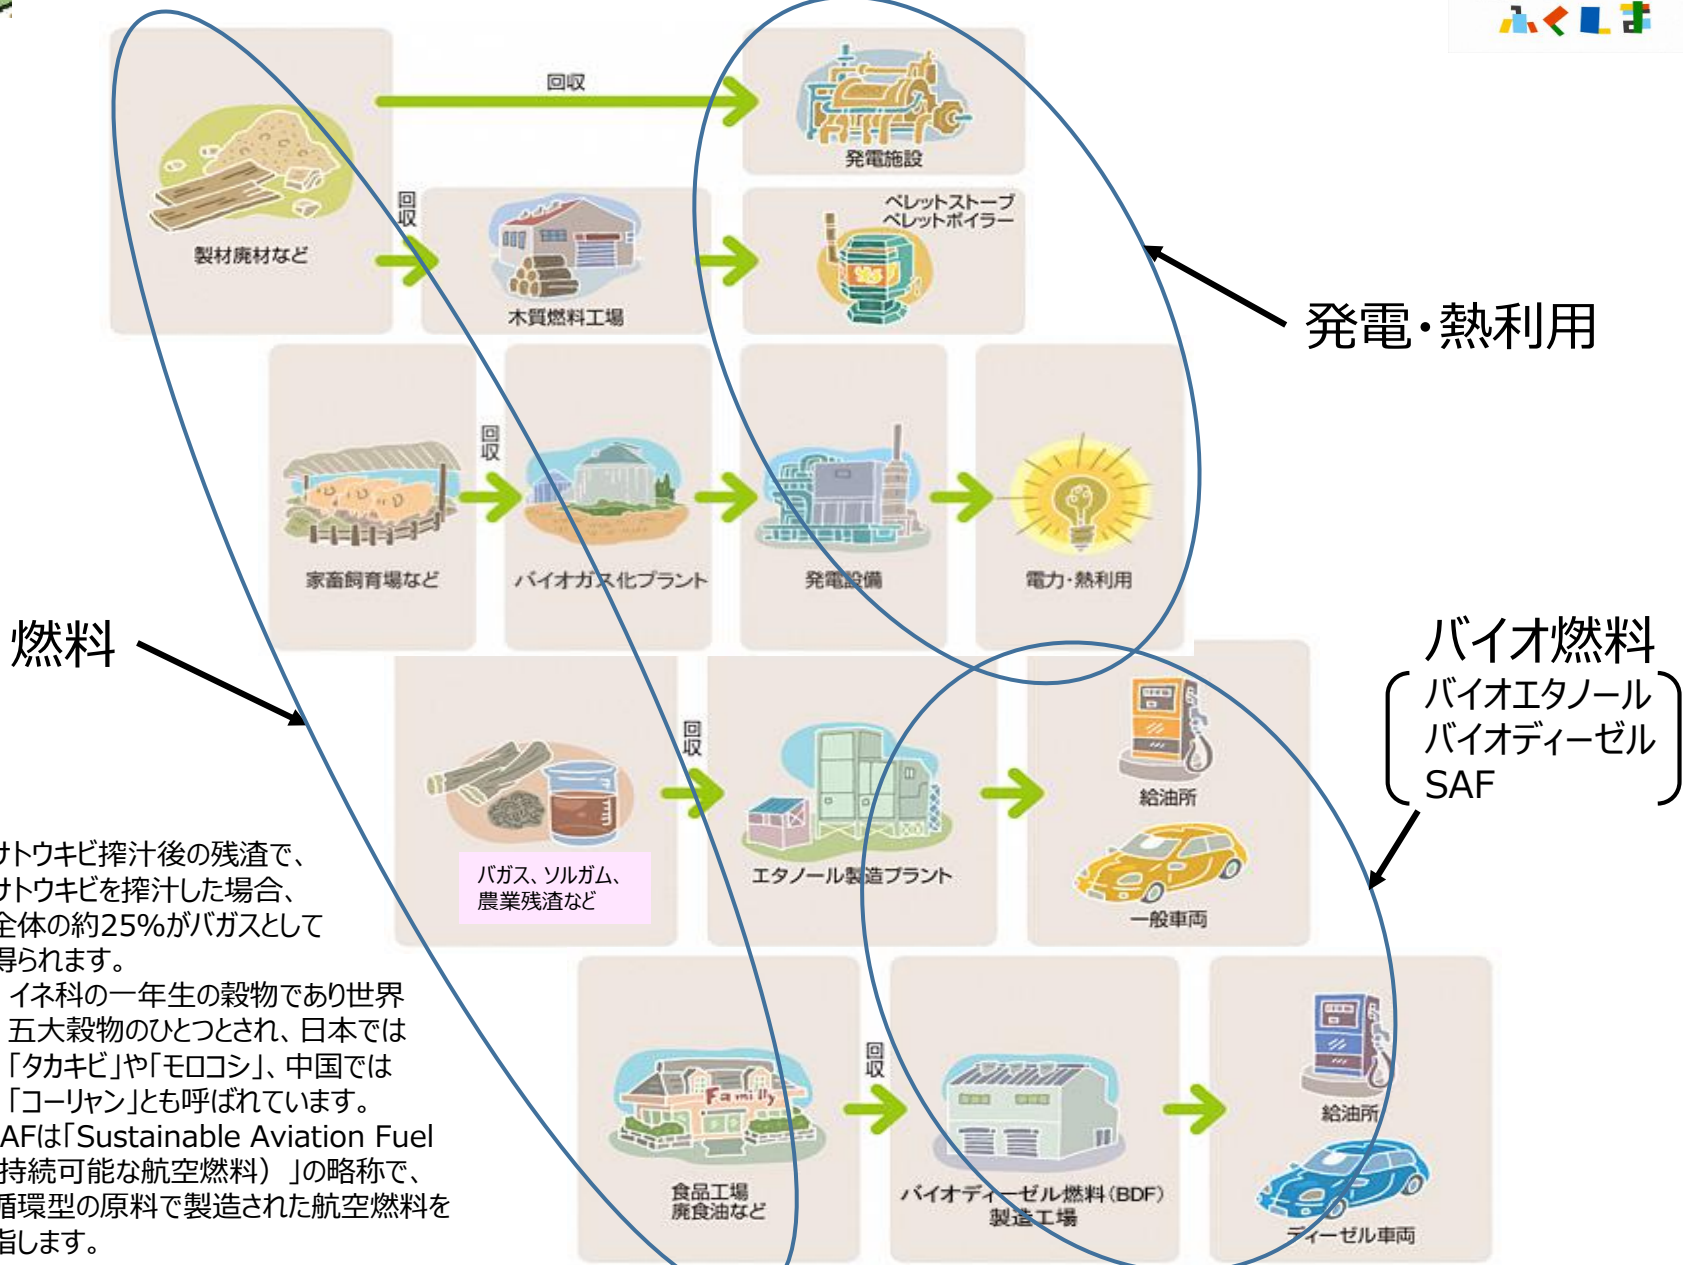 ふくしま
回収
発電施設
製材廃材など
回収
木質燃料工場
ペレットストーブ
ペレットボイラー
発電・熱利用
家畜飼育場など
回収
バイオガス化プラント
発電設備
電力・熱利用
燃料
バイオ燃料
バイオエタノール
バイオディーゼル
SAF
バガス、ソルガム、
農業残渣など
回収
エタノール製造プラント
給油所
一般車両
サトウキビ搾汁後の残渣で、
サトウキビを搾汁した場合、
全体の約25%がバガスとして
得られます。
イネ科の一年生の穀物であり世界
五大穀物のひとつとされ、日本では
「タカキビ」や「モロコシ」、中国では
「コーリャン」とも呼ばれています。
AFは「Sustainable Aviation Fuel
持続可能な航空燃料）」の略称で、
循環型の原料で製造された航空燃料を
指します。
Familly
食品工場
廃食油など
回収
バイオディーゼル燃料（BDF）
製造工場
給油所
ディーゼル車両